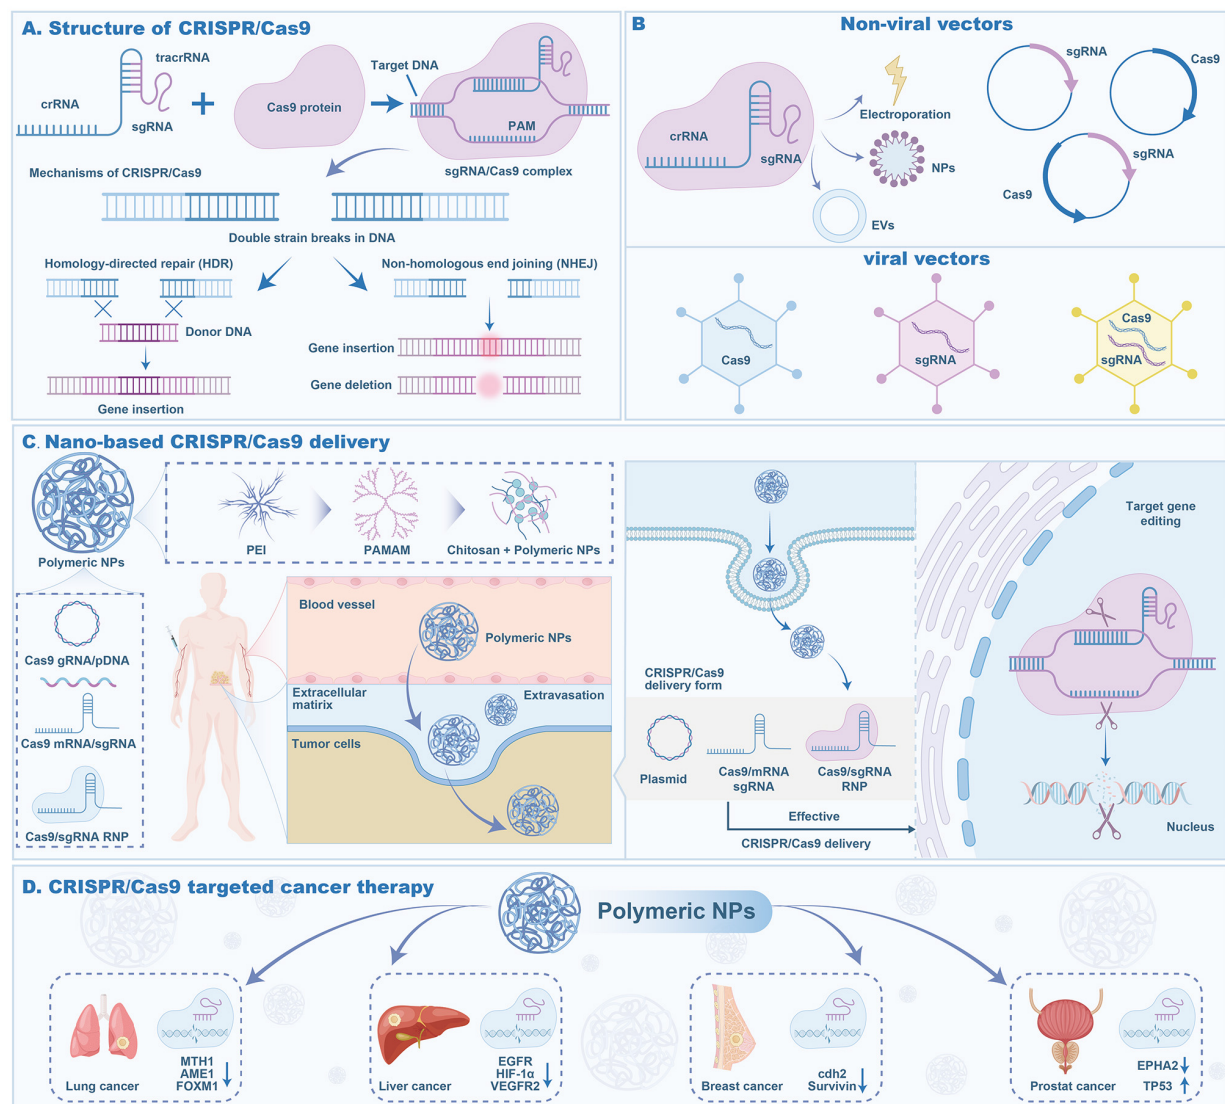 A. Structure of CRISPR/Cas9
tracrRNA
crRNA
sgRNA
Cas9 protein
Target DNA
PAM
sgRNA/Cas9 complex
Mechanisms of CRISPR/Cas9
Double strain breaks in DNA
Homology-directed repair (HDR)
Non-homologous end joining (NHEJ)
Donor DNA
Gene insertion
Gene insertion
Gene deletion
B
Non-viral vectors
crRNA
sgRNA
Electroporation
NPs
EVs
sgRNA
Cas9
sgRNA
Cas9
viral vectors
Cas9
sgRNA
Cas9
sgRNA
C. Nano-based CRISPR/Cas9 delivery
Polymeric NPs
PEI
PAMAM
Chitosan + Polymeric NPs
Cas9 gRNA/pDNA
Cas9 mRNA/sgRNA
Cas9/sgRNA RNP
Blood vessel
Polymeric NPs
Extracellular
matirix
Extravasation
Tumor cells
CRISPR/Cas9
delivery form
Plasmid
Cas9/mRNA
sgRNA
Cas9/sgRNA
RNP
Effective
CRISPR/Cas9 delivery
Target gene
editing
Nucleus
D. CRISPR/Cas9 targeted cancer therapy
Polymeric NPs
Lung cancer
MTH1
AME1
FOXM1
Liver cancer
EGFR
HIF-1α
VEGFR2
Breast cancer
cdh2
Survivin
Prostat cancer
EPHA2
TP53